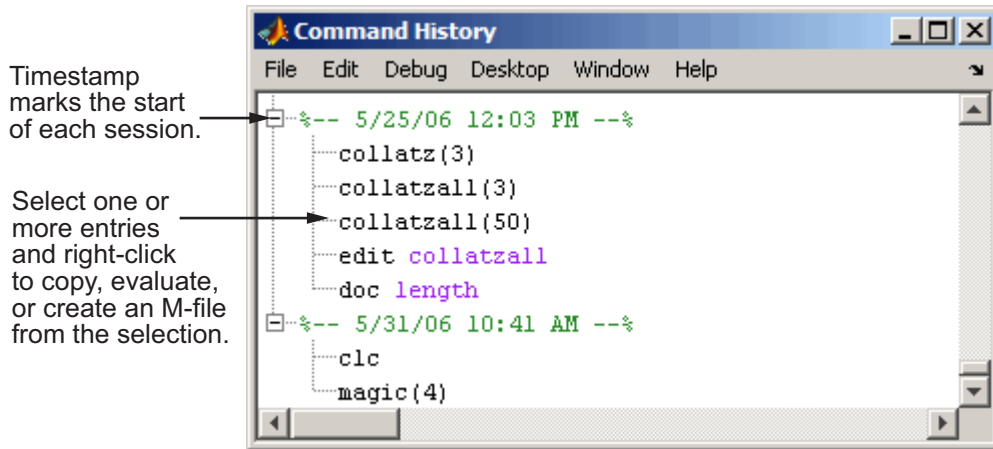 Command History
File Edit Debug Desktop Window Help
Timestamp
marks the start
of each session.
%-- 5/25/06 12:03 PM --%
collatz(3)
collatzall(3)
Select one or
more entries
and right-click
to copy, evaluate,
or create an M-file
from the selection.
collatzall(50)
edit collatzall
doc length
%-- 5/31/06 10:41 AM --%
clc
magic(4)